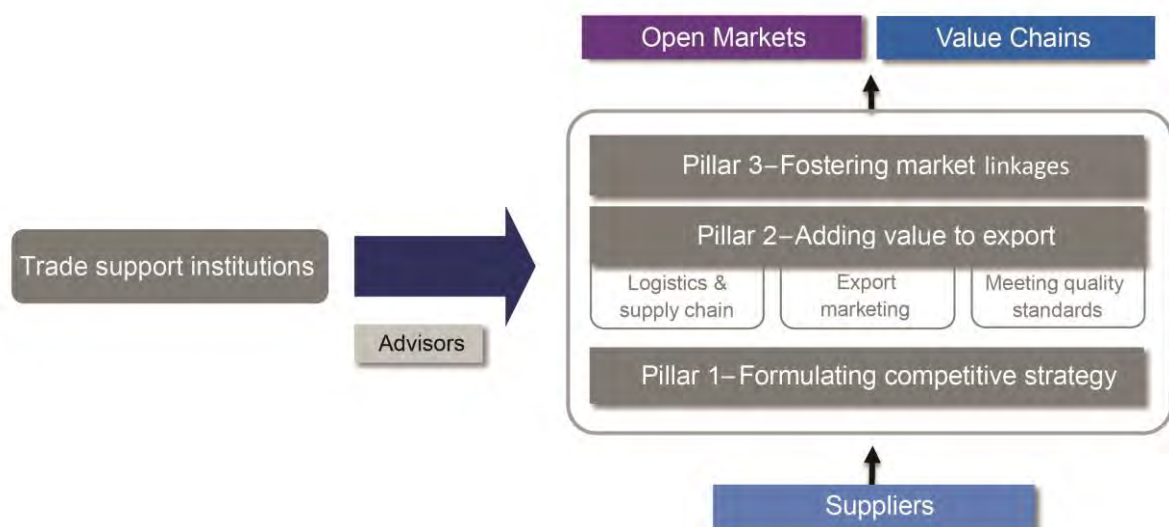 Open Markets
Value Chains
Pillar 3–Fostering market linkages
Pillar 2–Adding value to export
Trade support institutions
Logistics &
supply chain
Export
marketing
Meeting quality
standards
Advisors
Pillar 1–Formulating competitive strategy
Suppliers